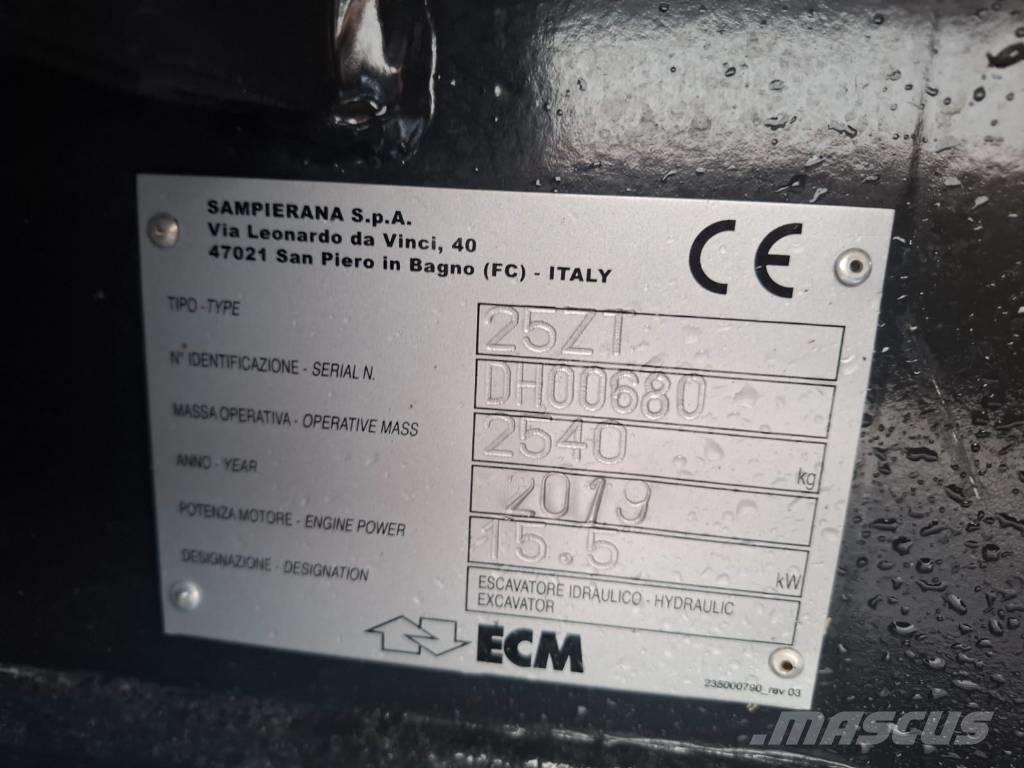 SAMPIERANA S.p.A.
Via Leonardo da Vinci, 40
47021 San Piero in Bagno (FC) - ITALY
CE
TIPO -TYPE
25ZT
N° IDENTIFICAZIONE - SERIAL N.
DH00680
MASSA OPERATIVA - OPERATIVE MASS
2540 kg
ANNO - YEAR
2019
POTENZA MOTORE - ENGINE POWER
15.5 kW
DESIGNAZIONE - DESIGNATION
ESCAVATORE IDRAULICO - HYDRAULIC
EXCAVATOR
ECM
235000790_rev 03
MASCUS